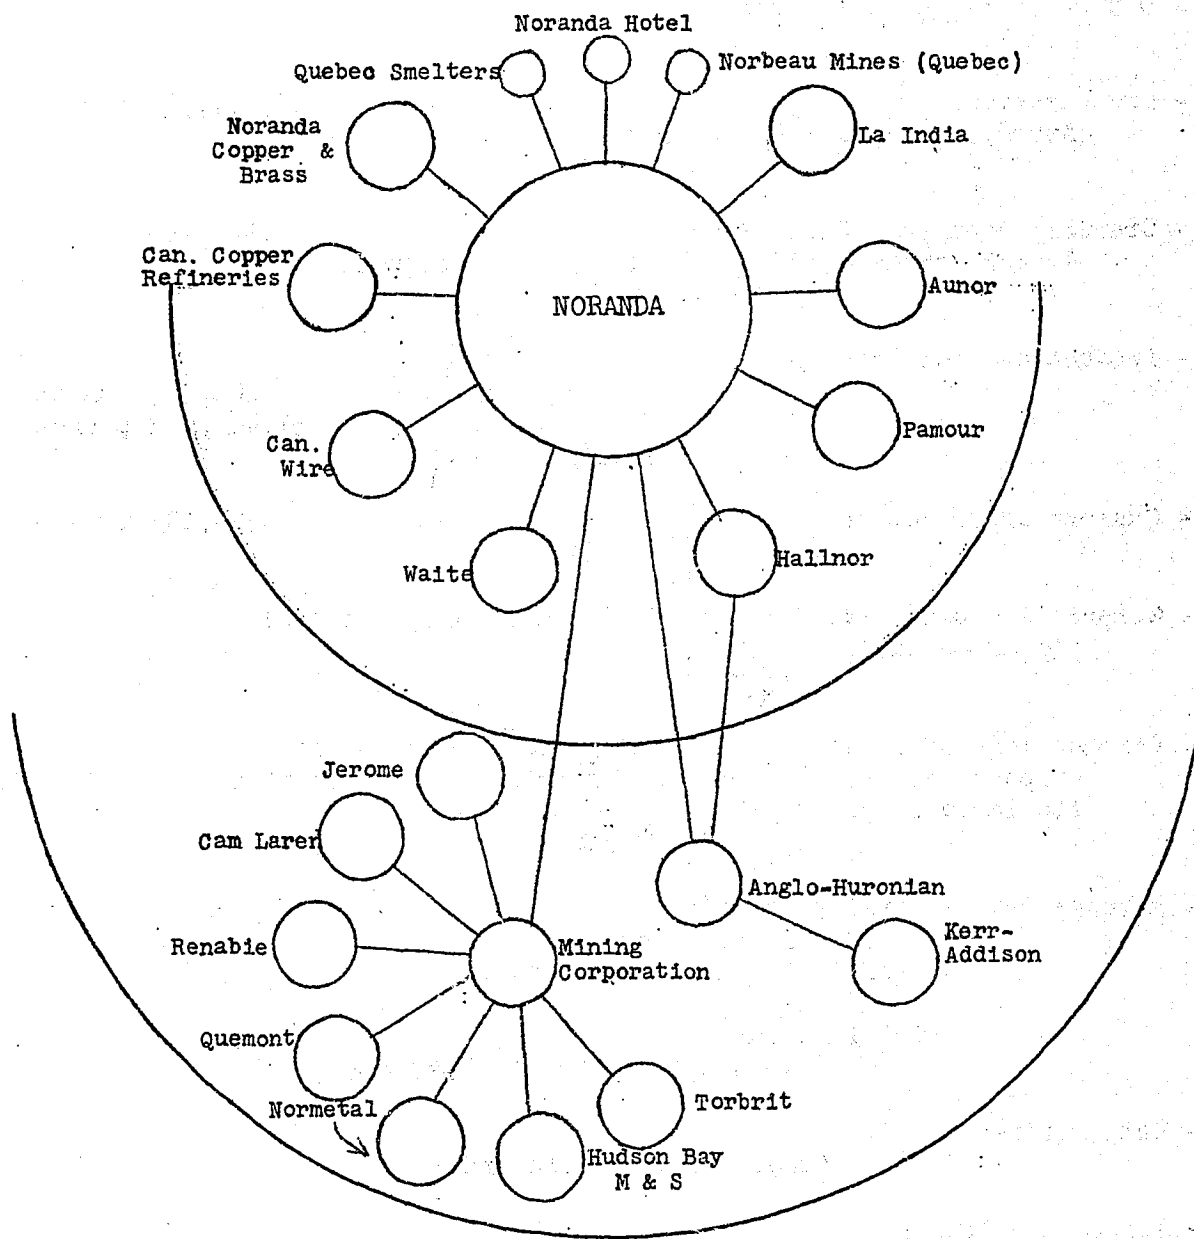 Noranda Hotel
Quebec Smelters
Norbeau Mines (Quebec)
Noranda
Copper &
Brass
La India
Can. Copper
Refineries
Aunor
NORANDA
Can.
Wire
Pamour
Waite
Hallnor
Jerome
Cam Laren
Anglo-Huronian
Renabie
Mining
Corporation
Kerr-
Addison
Quemont
Normetal
Torbrit
Hudson Bay
M & S